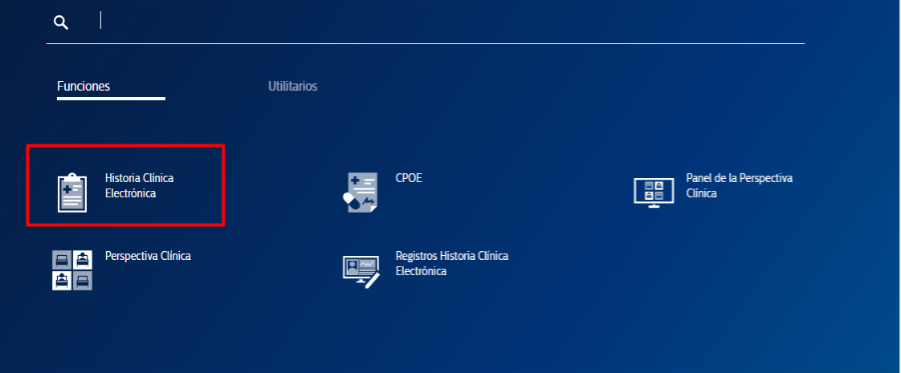 Funciones
Utilitarios
Historia Clínica
Electrónica
CPOE
Panel de la Perspectiva
Clínica
Perspectiva Clínica
Registros Historia Clínica
Electrónica